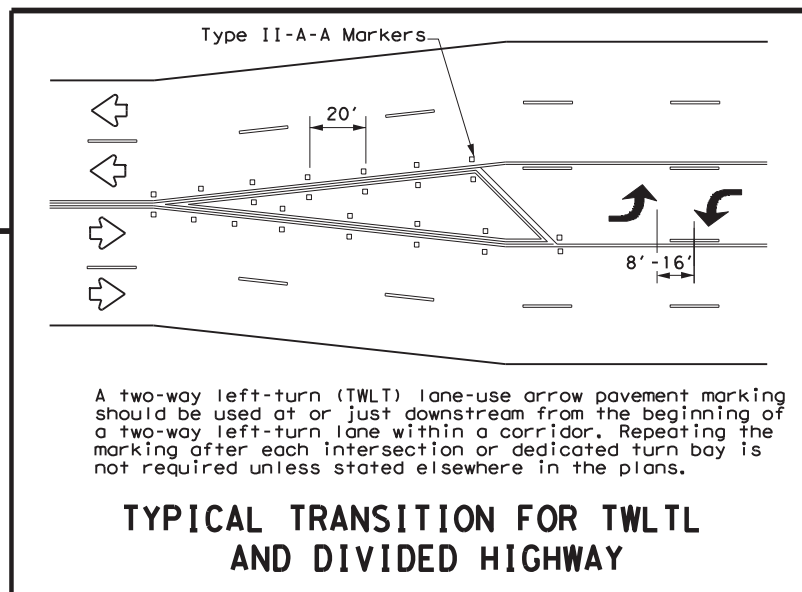 Type II-A-A Markers
20'
8'-16'
A two-way left-turn (TWLT) lane-use arrow pavement marking
should be used at or just downstream from the beginning of
a two-way left-turn lane within a corridor. Repeating the
marking after each intersection or dedicated turn bay is
not required unless stated elsewhere in the plans.
TYPICAL TRANSITION FOR TWLTL
AND DIVIDED HIGHWAY